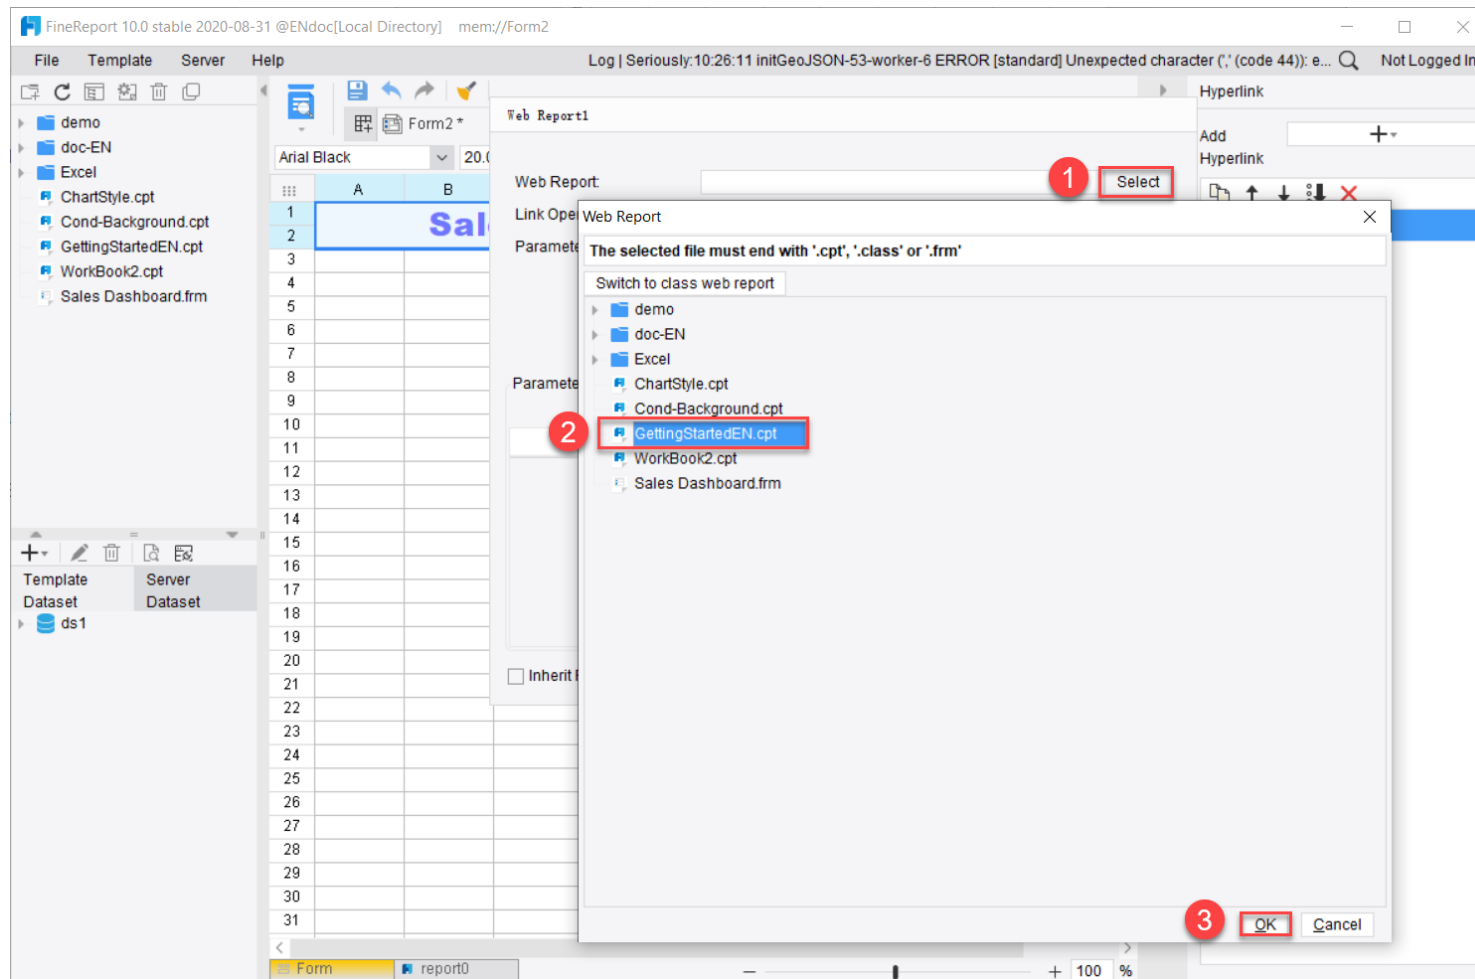 FineReport 10.0 stable 2020-08-31 @ENdoc[Local Directory] mem://Form2
File Template Server Help Log | Seriously:10:26:11 initGeoJSON-53-worker-6 ERROR [standard] Unexpected character (',' (code 44)): e... Not Logged In
demo
doc-EN
Excel
ChartStyle.cpt
Cond-Background.cpt
GettingStartedEN.cpt
WorkBook2.cpt
Sales Dashboard.frm
Template Dataset
Server Dataset
ds1
Form2 *
Arial Black 20.0
A B
1
2
3
4
5
6
7
8
9
10
11
12
13
14
15
16
17
18
19
20
21
22
23
24
25
26
27
28
29
30
31
Sal
Form report0
100 %
Web Report1
Web Report: 1 Select
Link Ope
Paramete
Paramete
Inherit
Web Report
The selected file must end with '.cpt', '.class' or '.frm'
Switch to class web report
demo
doc-EN
Excel
ChartStyle.cpt
Cond-Background.cpt
2 GettingStartedEN.cpt
WorkBook2.cpt
Sales Dashboard.frm
3 OK Cancel
Hyperlink
Add
Hyperlink